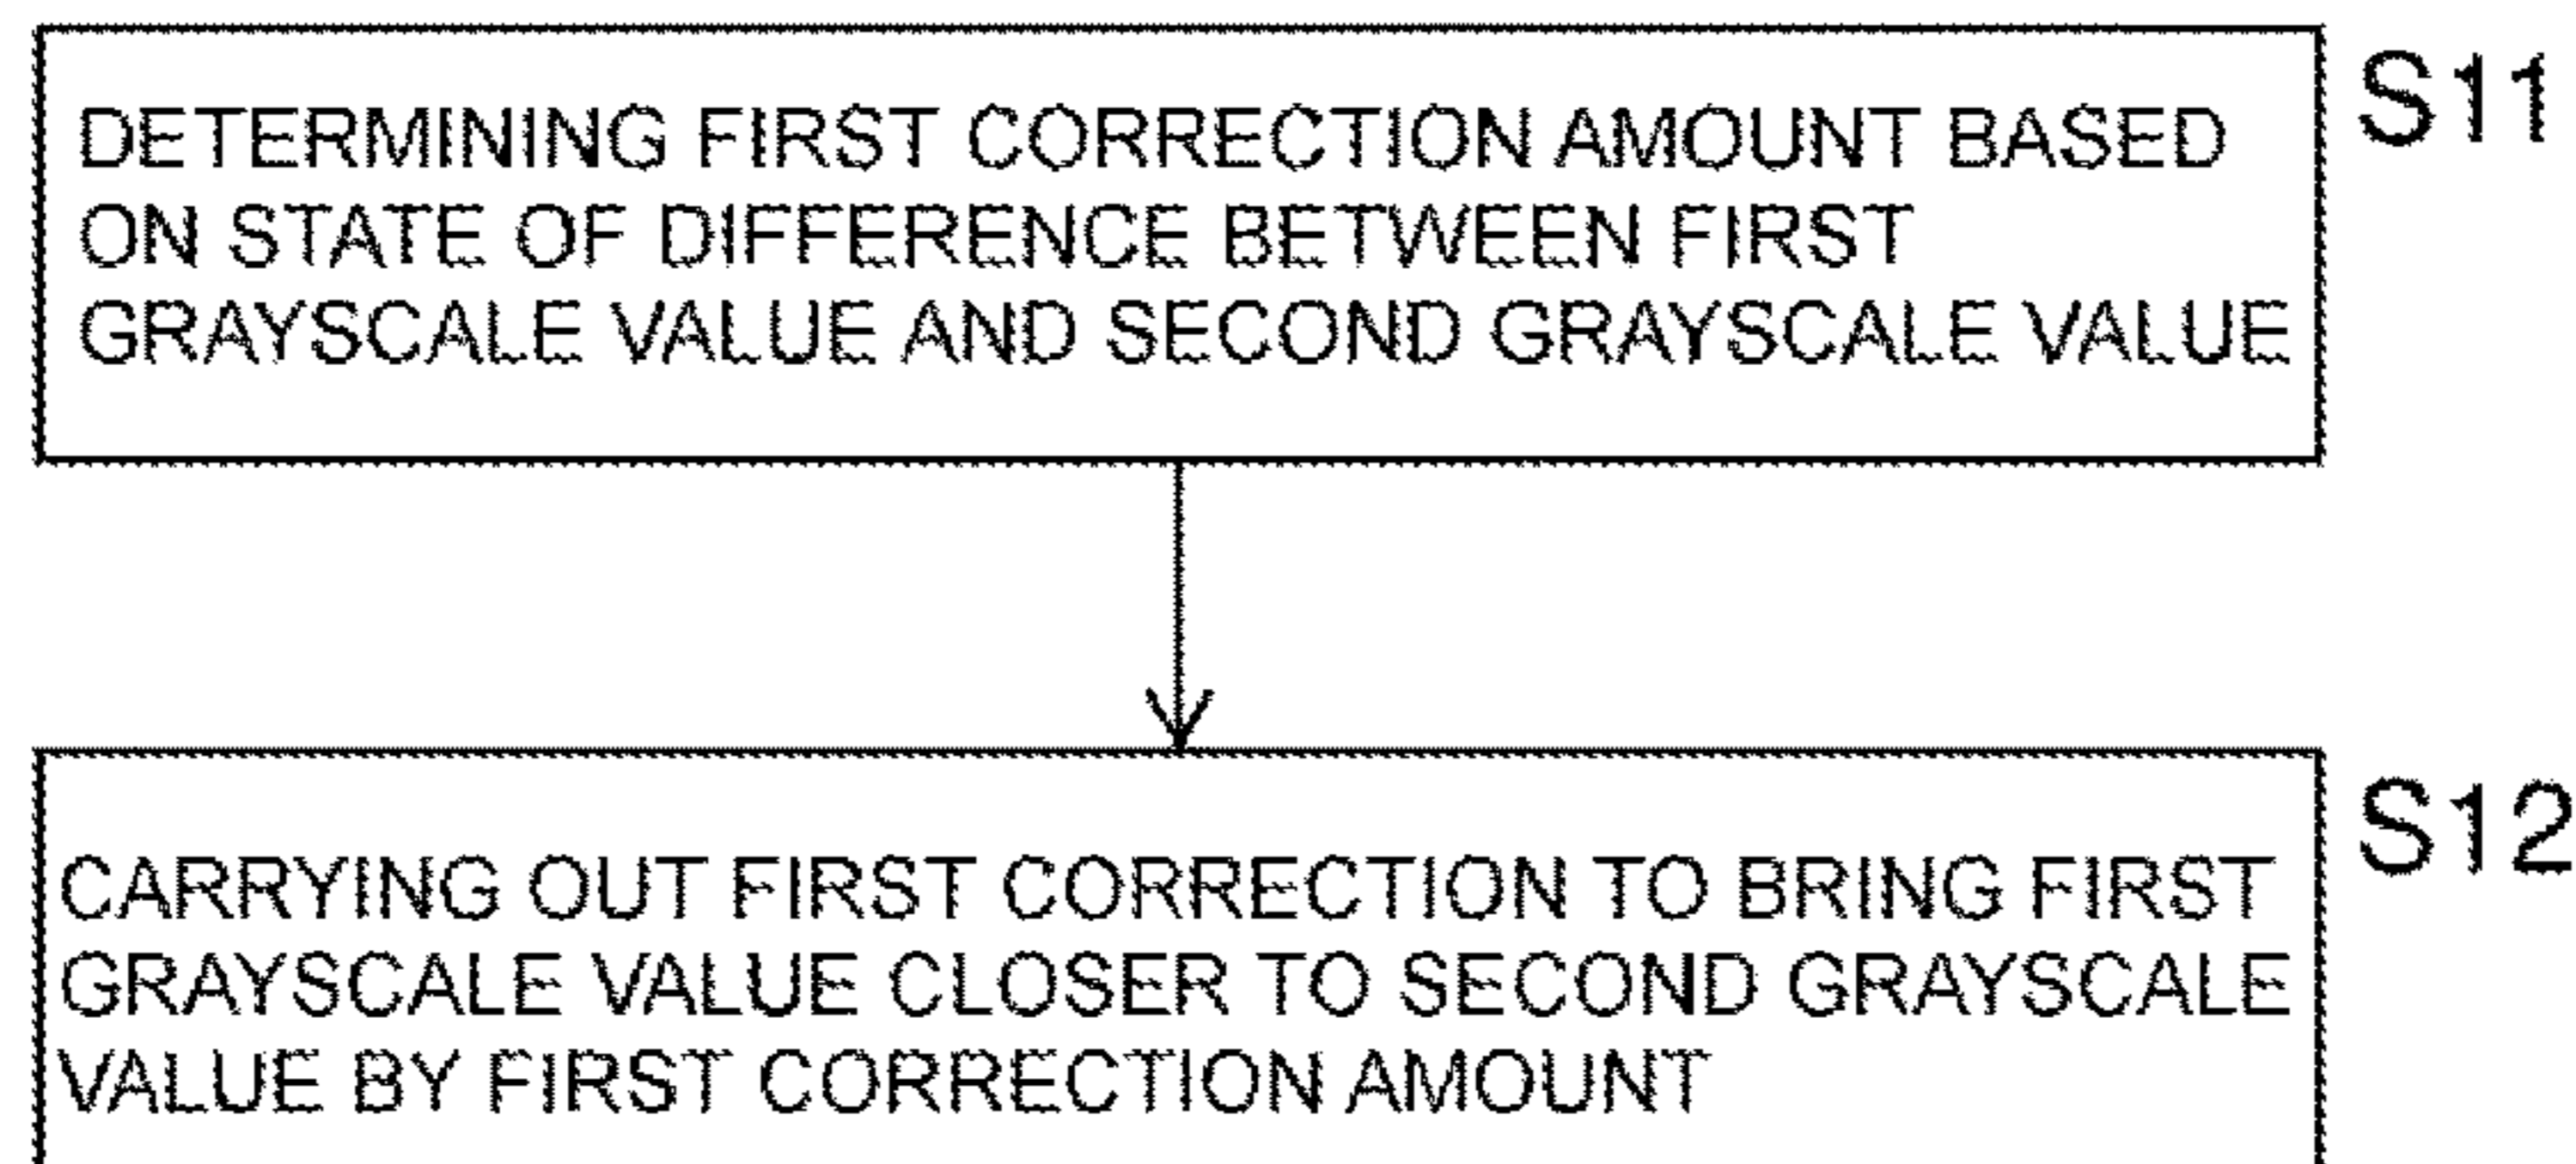 DETERMINING FIRST CORRECTION AMOUNT BASED
ON STATE OF DIFFERENCE BETWEEN FIRST
GRAYSCALE VALUE AND SECOND GRAYSCALE VALUE
S11
CARRYING OUT FIRST CORRECTION TO BRING FIRST
GRAYSCALE VALUE CLOSER TO SECOND GRAYSCALE
VALUE BY FIRST CORRECTION AMOUNT
S12